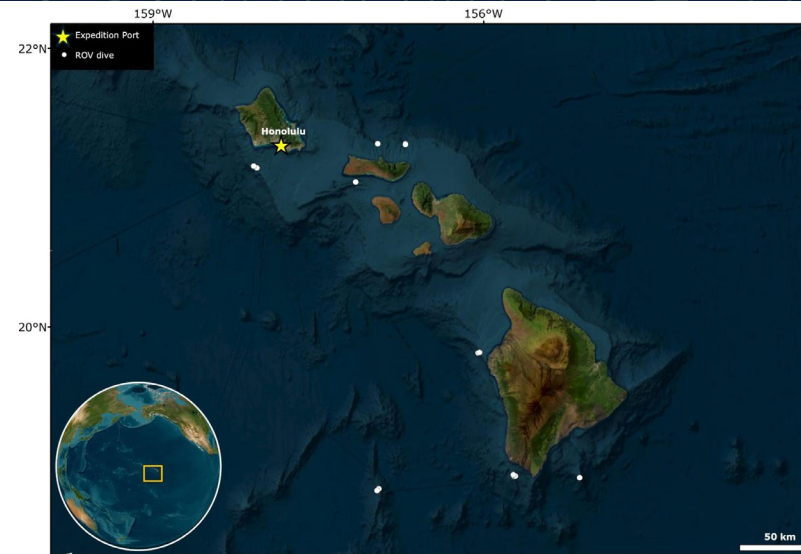 159°W 156°W
22°N
Expedition Port
ROV dive
Honolulu
20°N
50 km